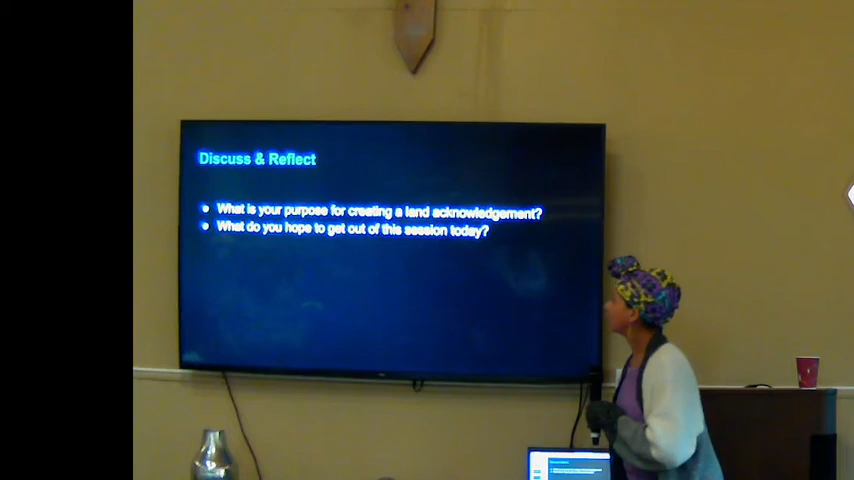 Discuss & Reflect
What is your purpose for creating a land acknowledgement?
What do you hope to get out of this session today?